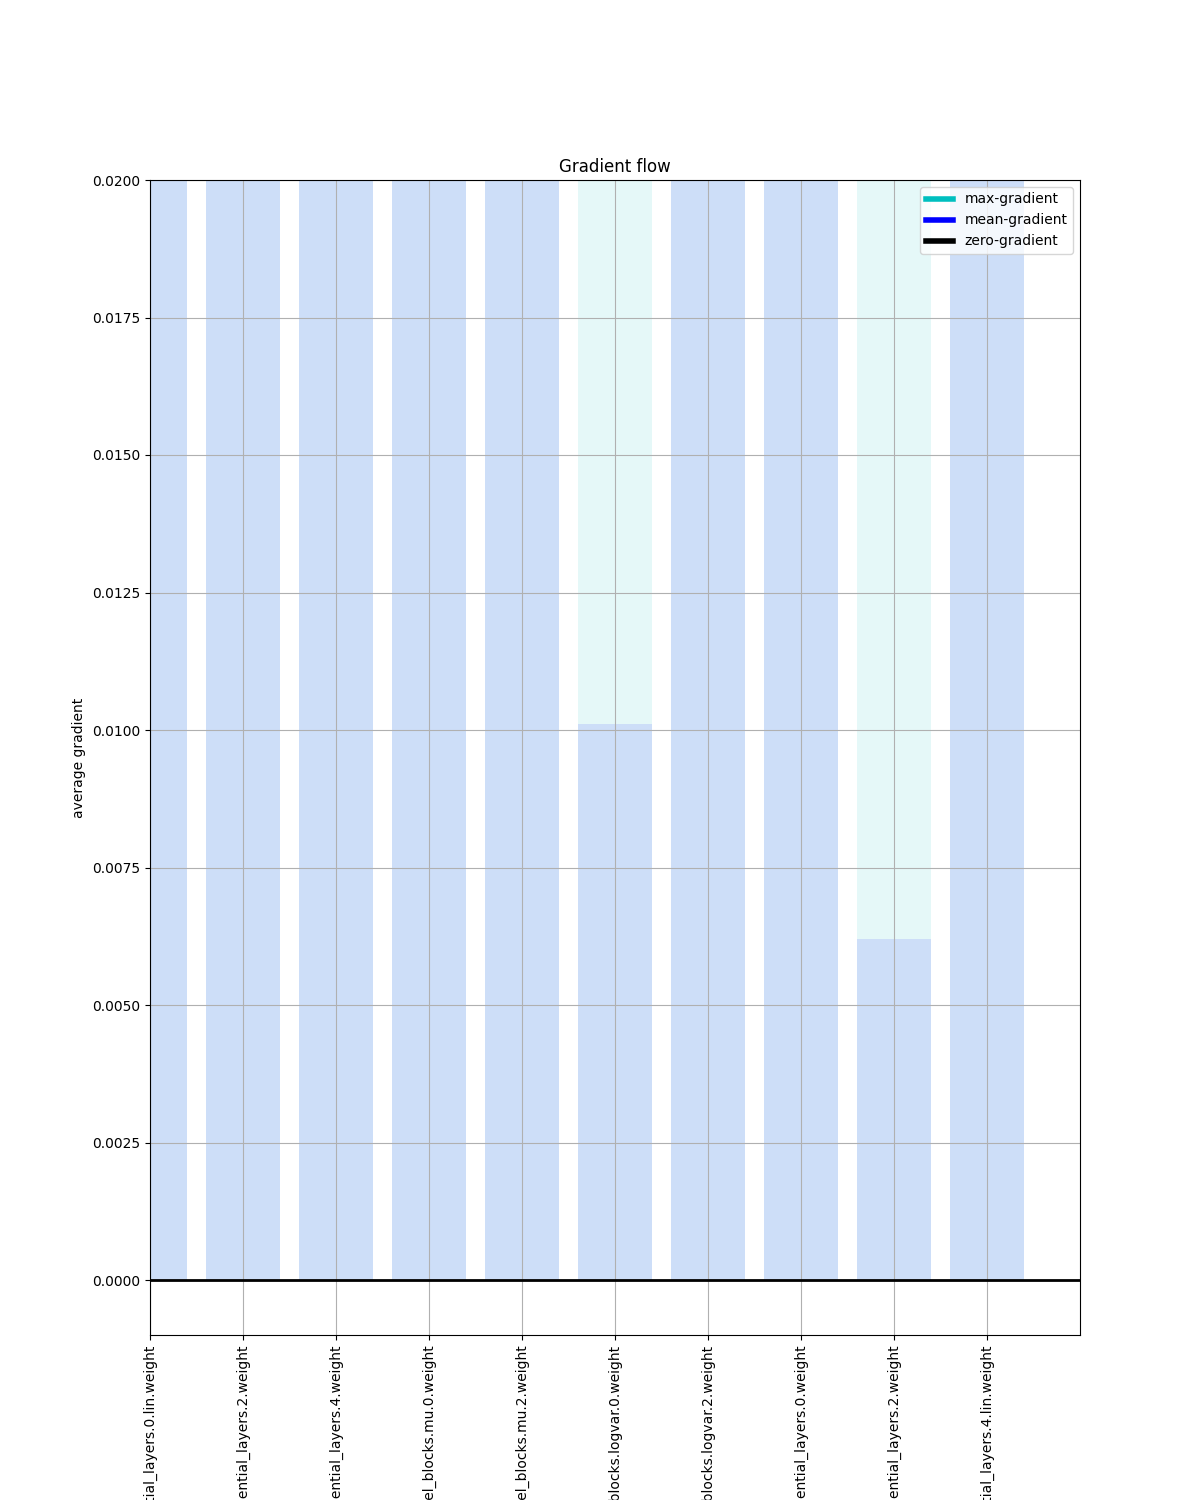 Gradient flow
max-gradient
mean-gradient
zero-gradient
0.0200
0.0175
0.0150
0.0125
0.0100
0.0075
0.0050
0.0025
0.0000
average gradient
tial_layers.0.lin.weight
ential_layers.2.weight
ential_layers.4.weight
el_blocks.mu.0.weight
el_blocks.mu.2.weight
blocks.logvar.0.weight
blocks.logvar.2.weight
ential_layers.0.weight
ential_layers.2.weight
tial_layers.4.lin.weight